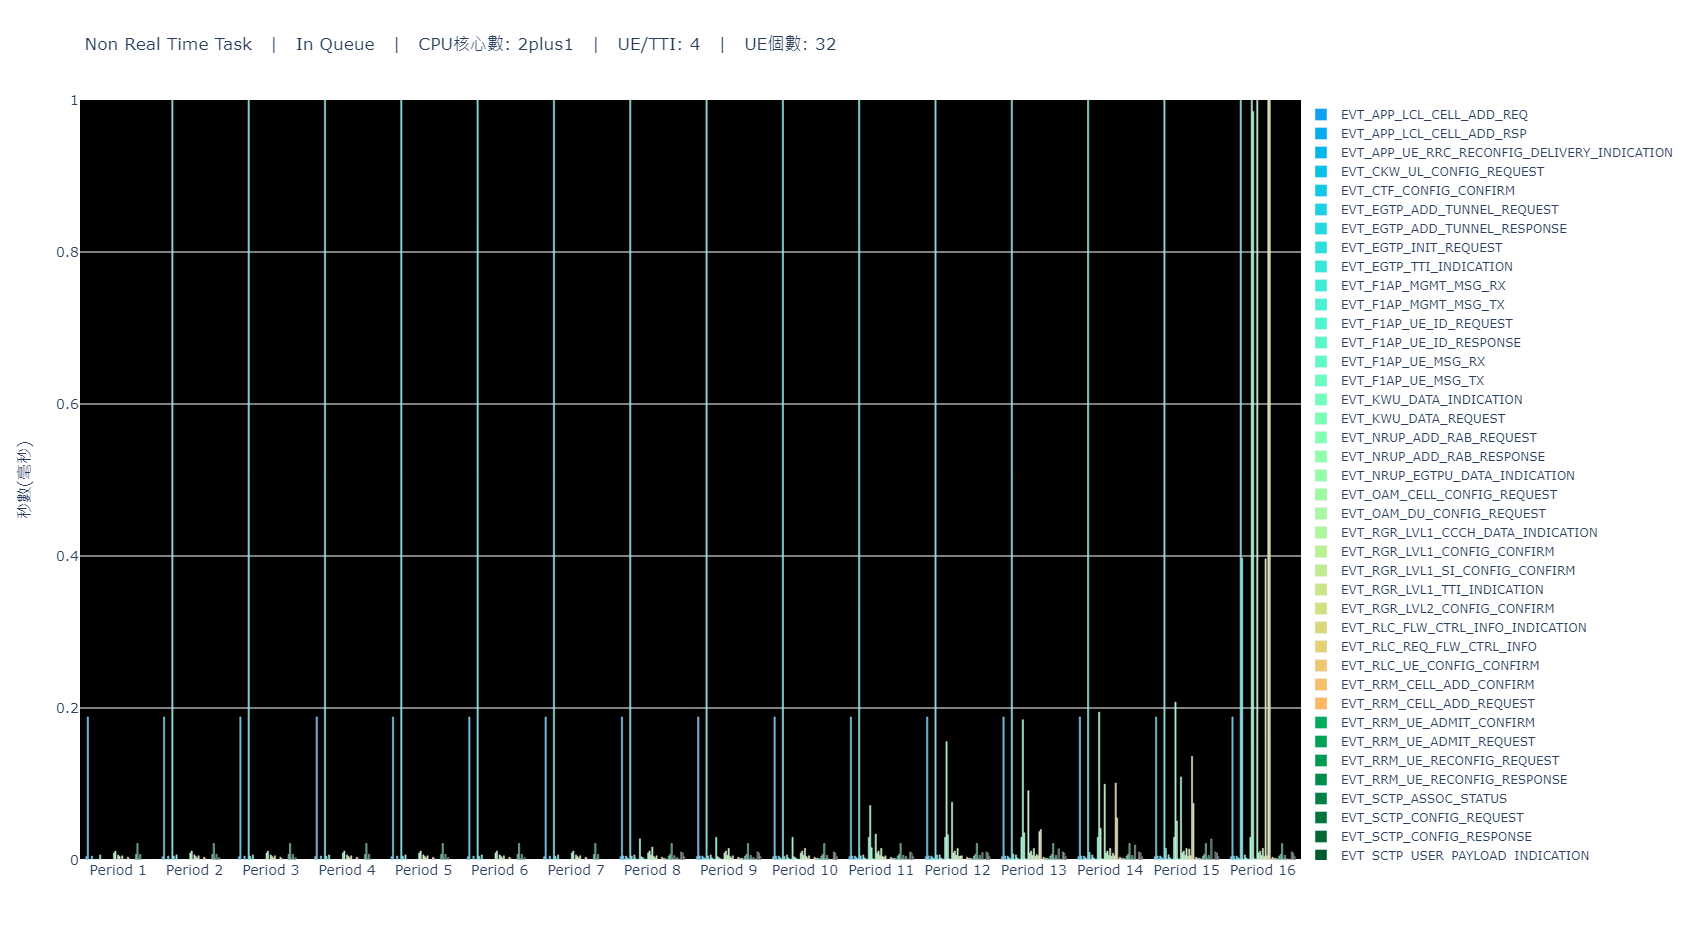 Non Real Time Task | In Queue | CPU核心數: 2plus1 | UE/TTI: 4 | UE個數: 32
秒數(毫秒)
1
0.8
0.6
0.4
0.2
0
Period 1 Period 2 Period 3 Period 4 Period 5 Period 6 Period 7 Period 8 Period 9 Period 10 Period 11 Period 12 Period 13 Period 14 Period 15 Period 16
EVT_APP_LCL_CELL_ADD_REQ
EVT_APP_LCL_CELL_ADD_RSP
EVT_APP_UE_RRC_RECONFIG_DELIVERY_INDICATION
EVT_CKW_UL_CONFIG_REQUEST
EVT_CTF_CONFIG_CONFIRM
EVT_EGTP_ADD_TUNNEL_REQUEST
EVT_EGTP_ADD_TUNNEL_RESPONSE
EVT_EGTP_INIT_REQUEST
EVT_EGTP_TTI_INDICATION
EVT_F1AP_MGMT_MSG_RX
EVT_F1AP_MGMT_MSG_TX
EVT_F1AP_UE_ID_REQUEST
EVT_F1AP_UE_ID_RESPONSE
EVT_F1AP_UE_MSG_RX
EVT_F1AP_UE_MSG_TX
EVT_KWU_DATA_INDICATION
EVT_KWU_DATA_REQUEST
EVT_NRUP_ADD_RAB_REQUEST
EVT_NRUP_ADD_RAB_RESPONSE
EVT_NRUP_EGTPU_DATA_INDICATION
EVT_OAM_CELL_CONFIG_REQUEST
EVT_OAM_DU_CONFIG_REQUEST
EVT_RGR_LVL1_CCCH_DATA_INDICATION
EVT_RGR_LVL1_CONFIG_CONFIRM
EVT_RGR_LVL1_SI_CONFIG_CONFIRM
EVT_RGR_LVL1_TTI_INDICATION
EVT_RGR_LVL2_CONFIG_CONFIRM
EVT_RLC_FLW_CTRL_INFO_INDICATION
EVT_RLC_REQ_FLW_CTRL_INFO
EVT_RLC_UE_CONFIG_CONFIRM
EVT_RRM_CELL_ADD_CONFIRM
EVT_RRM_CELL_ADD_REQUEST
EVT_RRM_UE_ADMIT_CONFIRM
EVT_RRM_UE_ADMIT_REQUEST
EVT_RRM_UE_RECONFIG_REQUEST
EVT_RRM_UE_RECONFIG_RESPONSE
EVT_SCTP_ASSOC_STATUS
EVT_SCTP_CONFIG_REQUEST
EVT_SCTP_CONFIG_RESPONSE
EVT_SCTP_USER_PAYLOAD_INDICATION